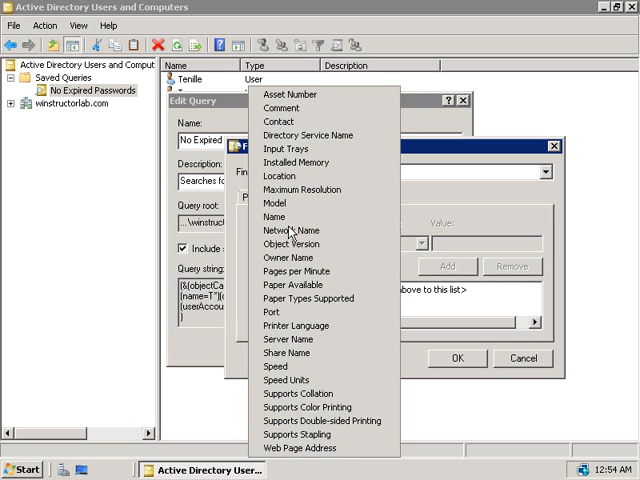 Active Directory Users and Computers
File Action View Help
Active Directory Users and Comput
Saved Queries
No Expired Passwords
winstructorlab.com
Name Type Description
Tenille User
Edit Query
Name:
No Expired
Description:
Searches fo
Query root:
...\winstruc
Include s
Query string:
(&(objectCa
(name=T*)(
(userAccou
)
Value:
Add Remove
above to this list>
OK Cancel
Asset Number
Comment
Contact
Directory Service Name
Input Trays
Installed Memory
Location
Maximum Resolution
Model
Name
Network Name
Object Version
Owner Name
Pages per Minute
Paper Available
Paper Types Supported
Port
Printer Language
Server Name
Share Name
Speed
Speed Units
Supports Collation
Supports Color Printing
Supports Double-sided Printing
Supports Stapling
Web Page Address
Start Active Directory User... 12:54 AM